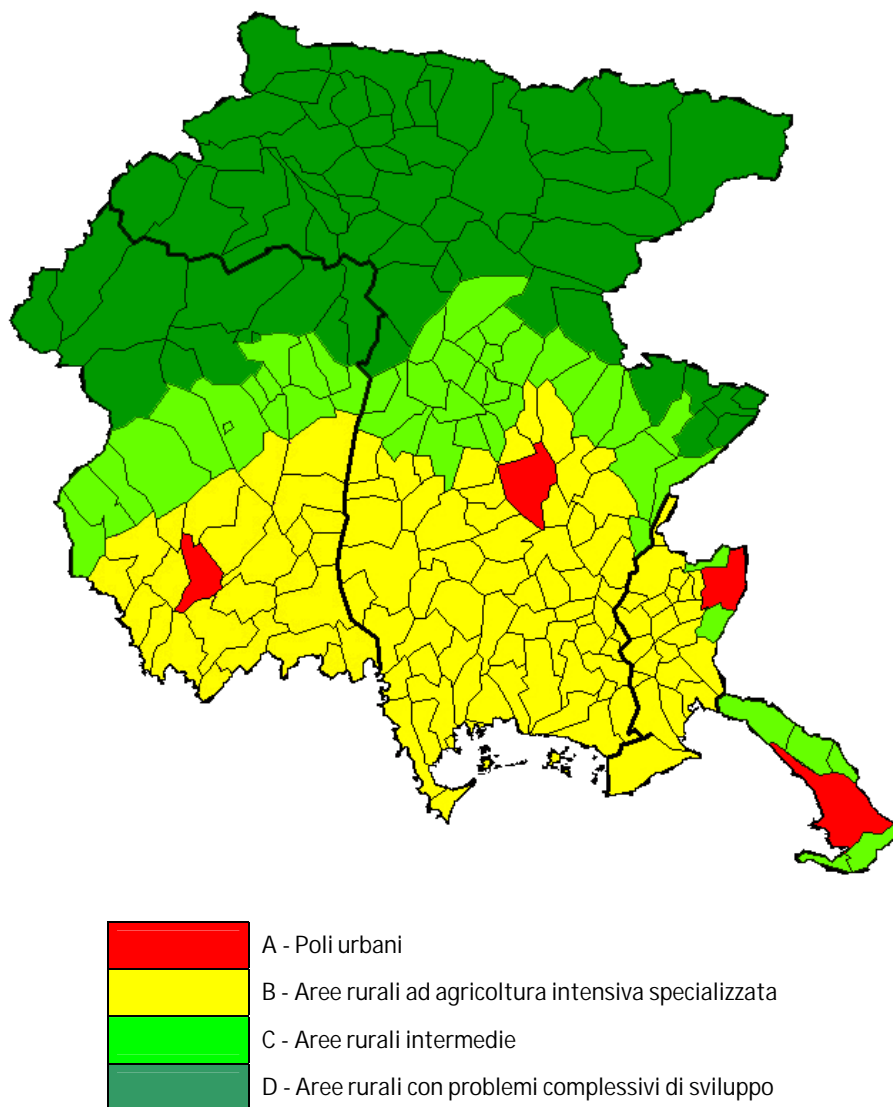 A - Poli urbani
B - Aree rurali ad agricoltura intensiva specializzata
C - Aree rurali intermedie
D - Aree rurali con problemi complessivi di sviluppo